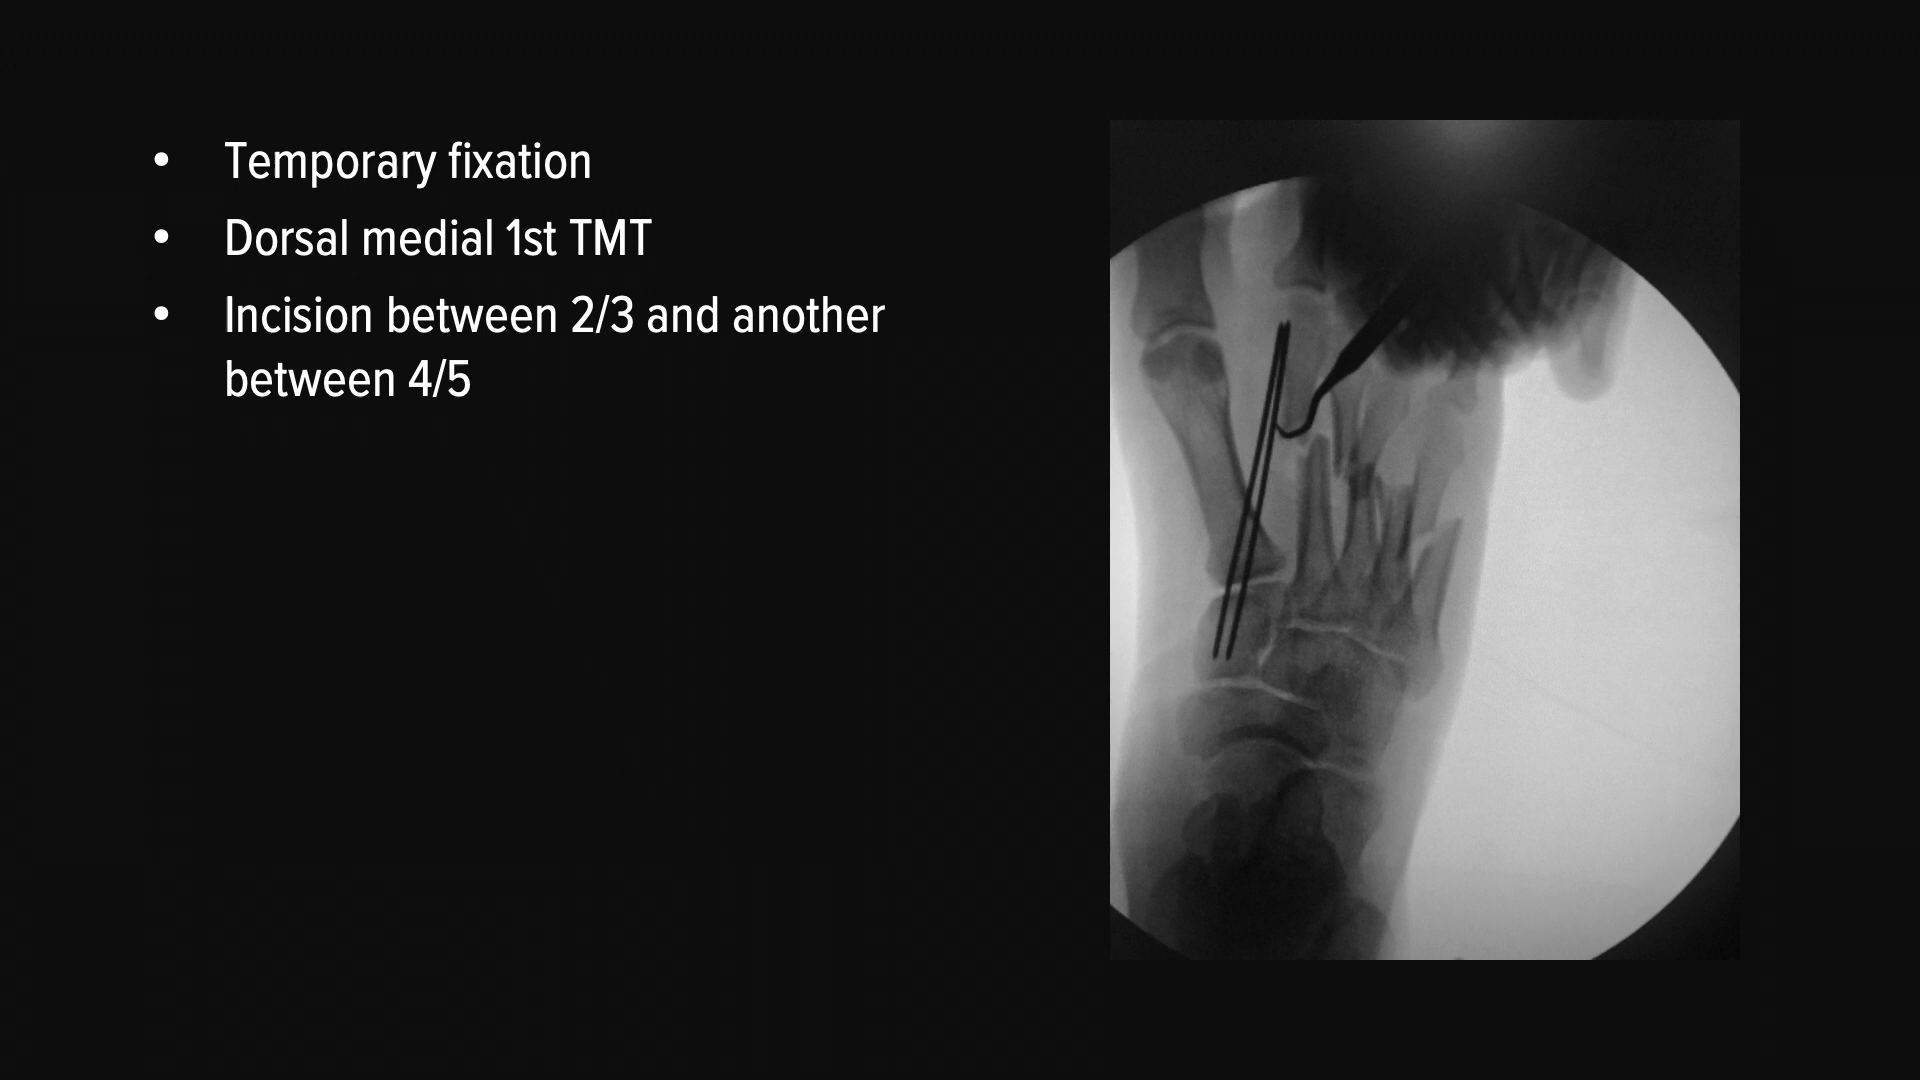 • Temporary fixation
• Dorsal medial 1st TMT
• Incision between 2/3 and another
between 4/5